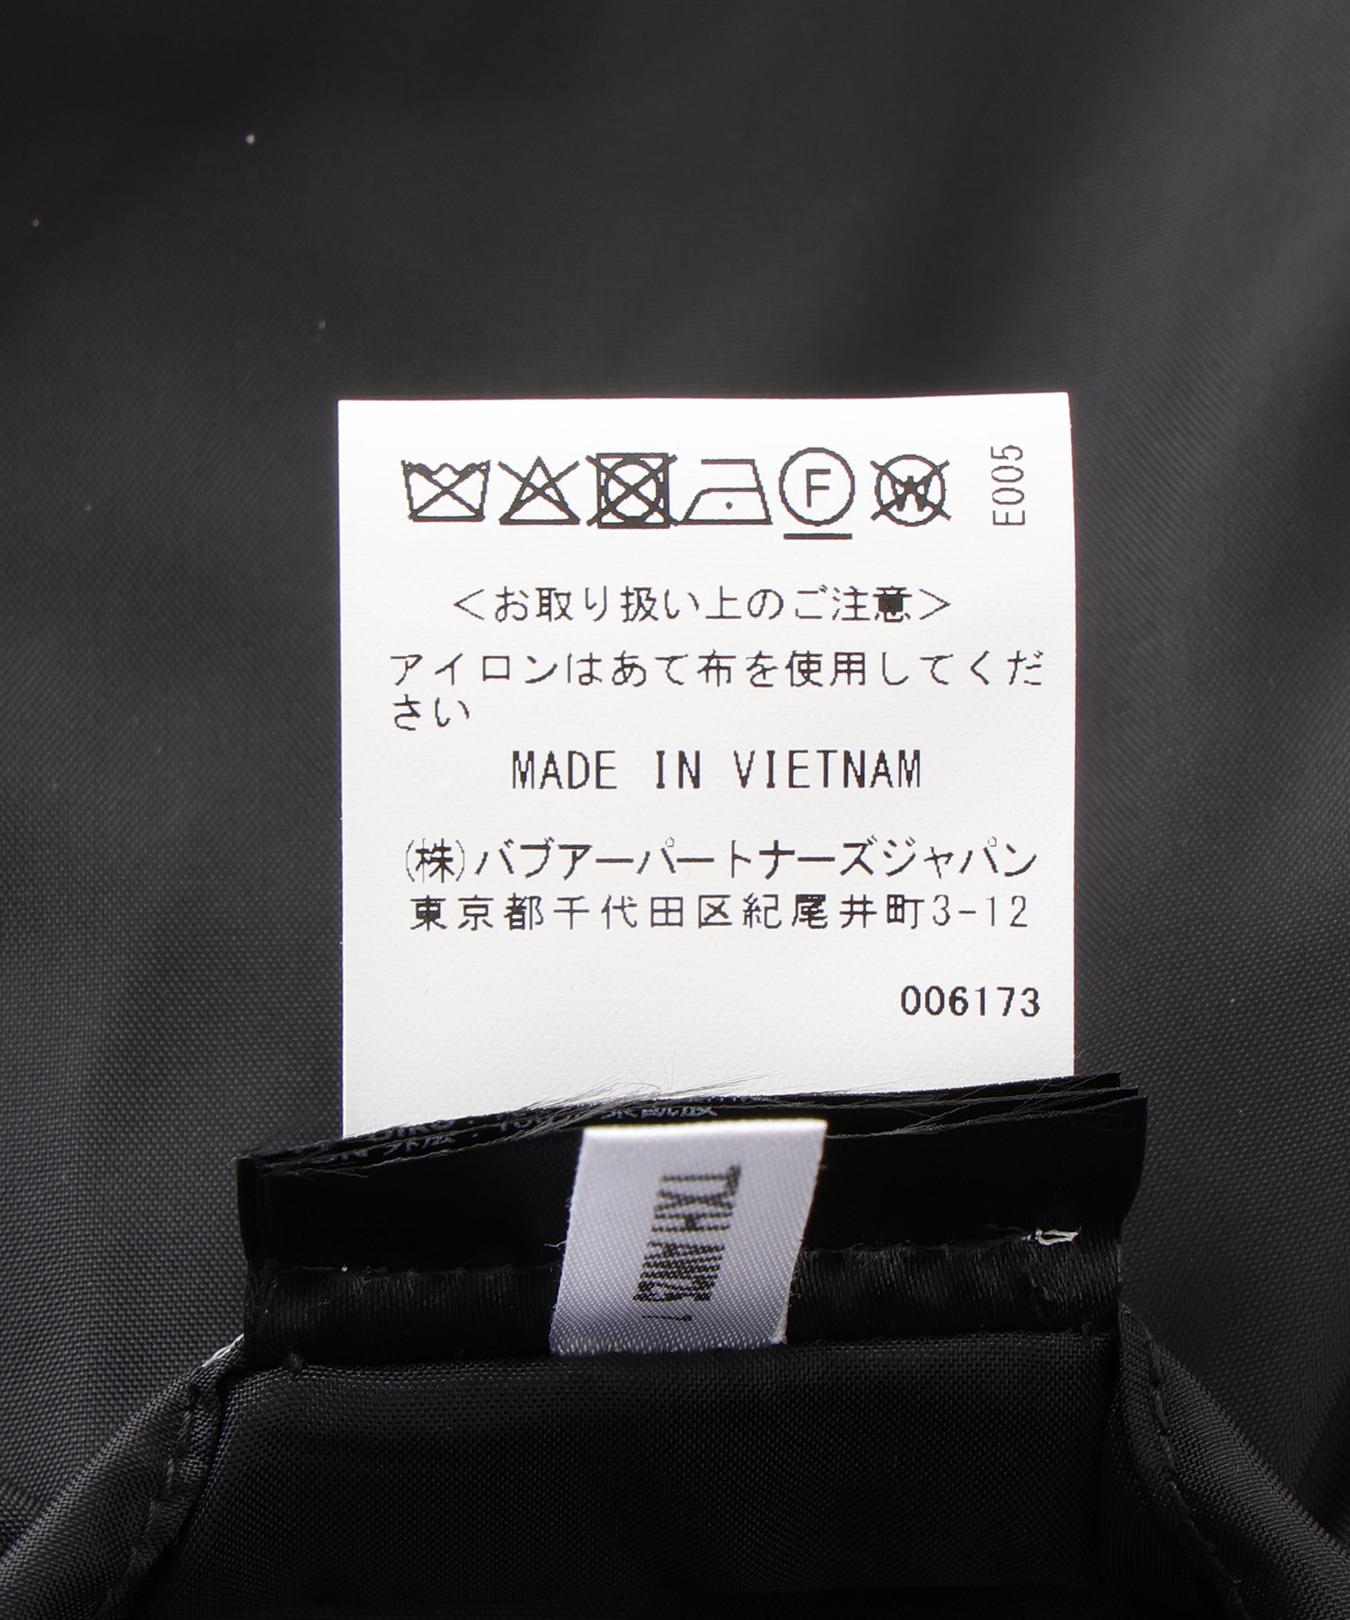 F W E005
<お取り扱い上のご注意>
アイロンはあて布を使用してくだ
さい
MADE IN VIETNAM
(株)バブアーパートナーズジャパン
東京都千代田区紀尾井町3-12
006173